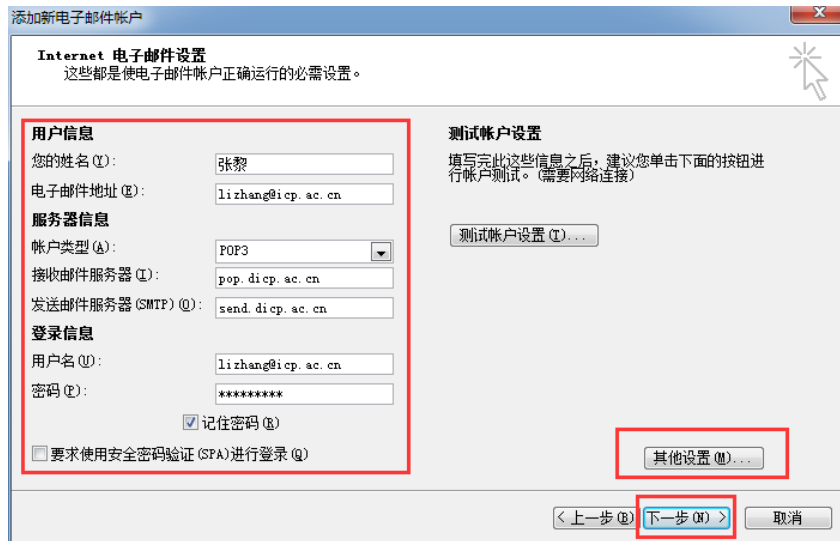 添加新电子邮件帐户
Internet 电子邮件设置
这些都是使电子邮件帐户正确运行的必需设置。
用户信息
您的姓名(Y): 张黎
电子邮件地址(E): lizhang@icp.ac.cn
服务器信息
帐户类型(A): POP3
接收邮件服务器(I): pop.dicp.ac.cn
发送邮件服务器(SMTP)(O): send.dicp.ac.cn
登录信息
用户名(U): lizhang@icp.ac.cn
密码(P): *********
记住密码(R)
要求使用安全密码验证(SPA)进行登录(Q)
测试帐户设置
填写完此这些信息之后，建议您单击下面的按钮进
行帐户测试。(需要网络连接)
测试帐户设置(T)...
其他设置(M)...
< 上一步(B) 下一步(N) > 取消